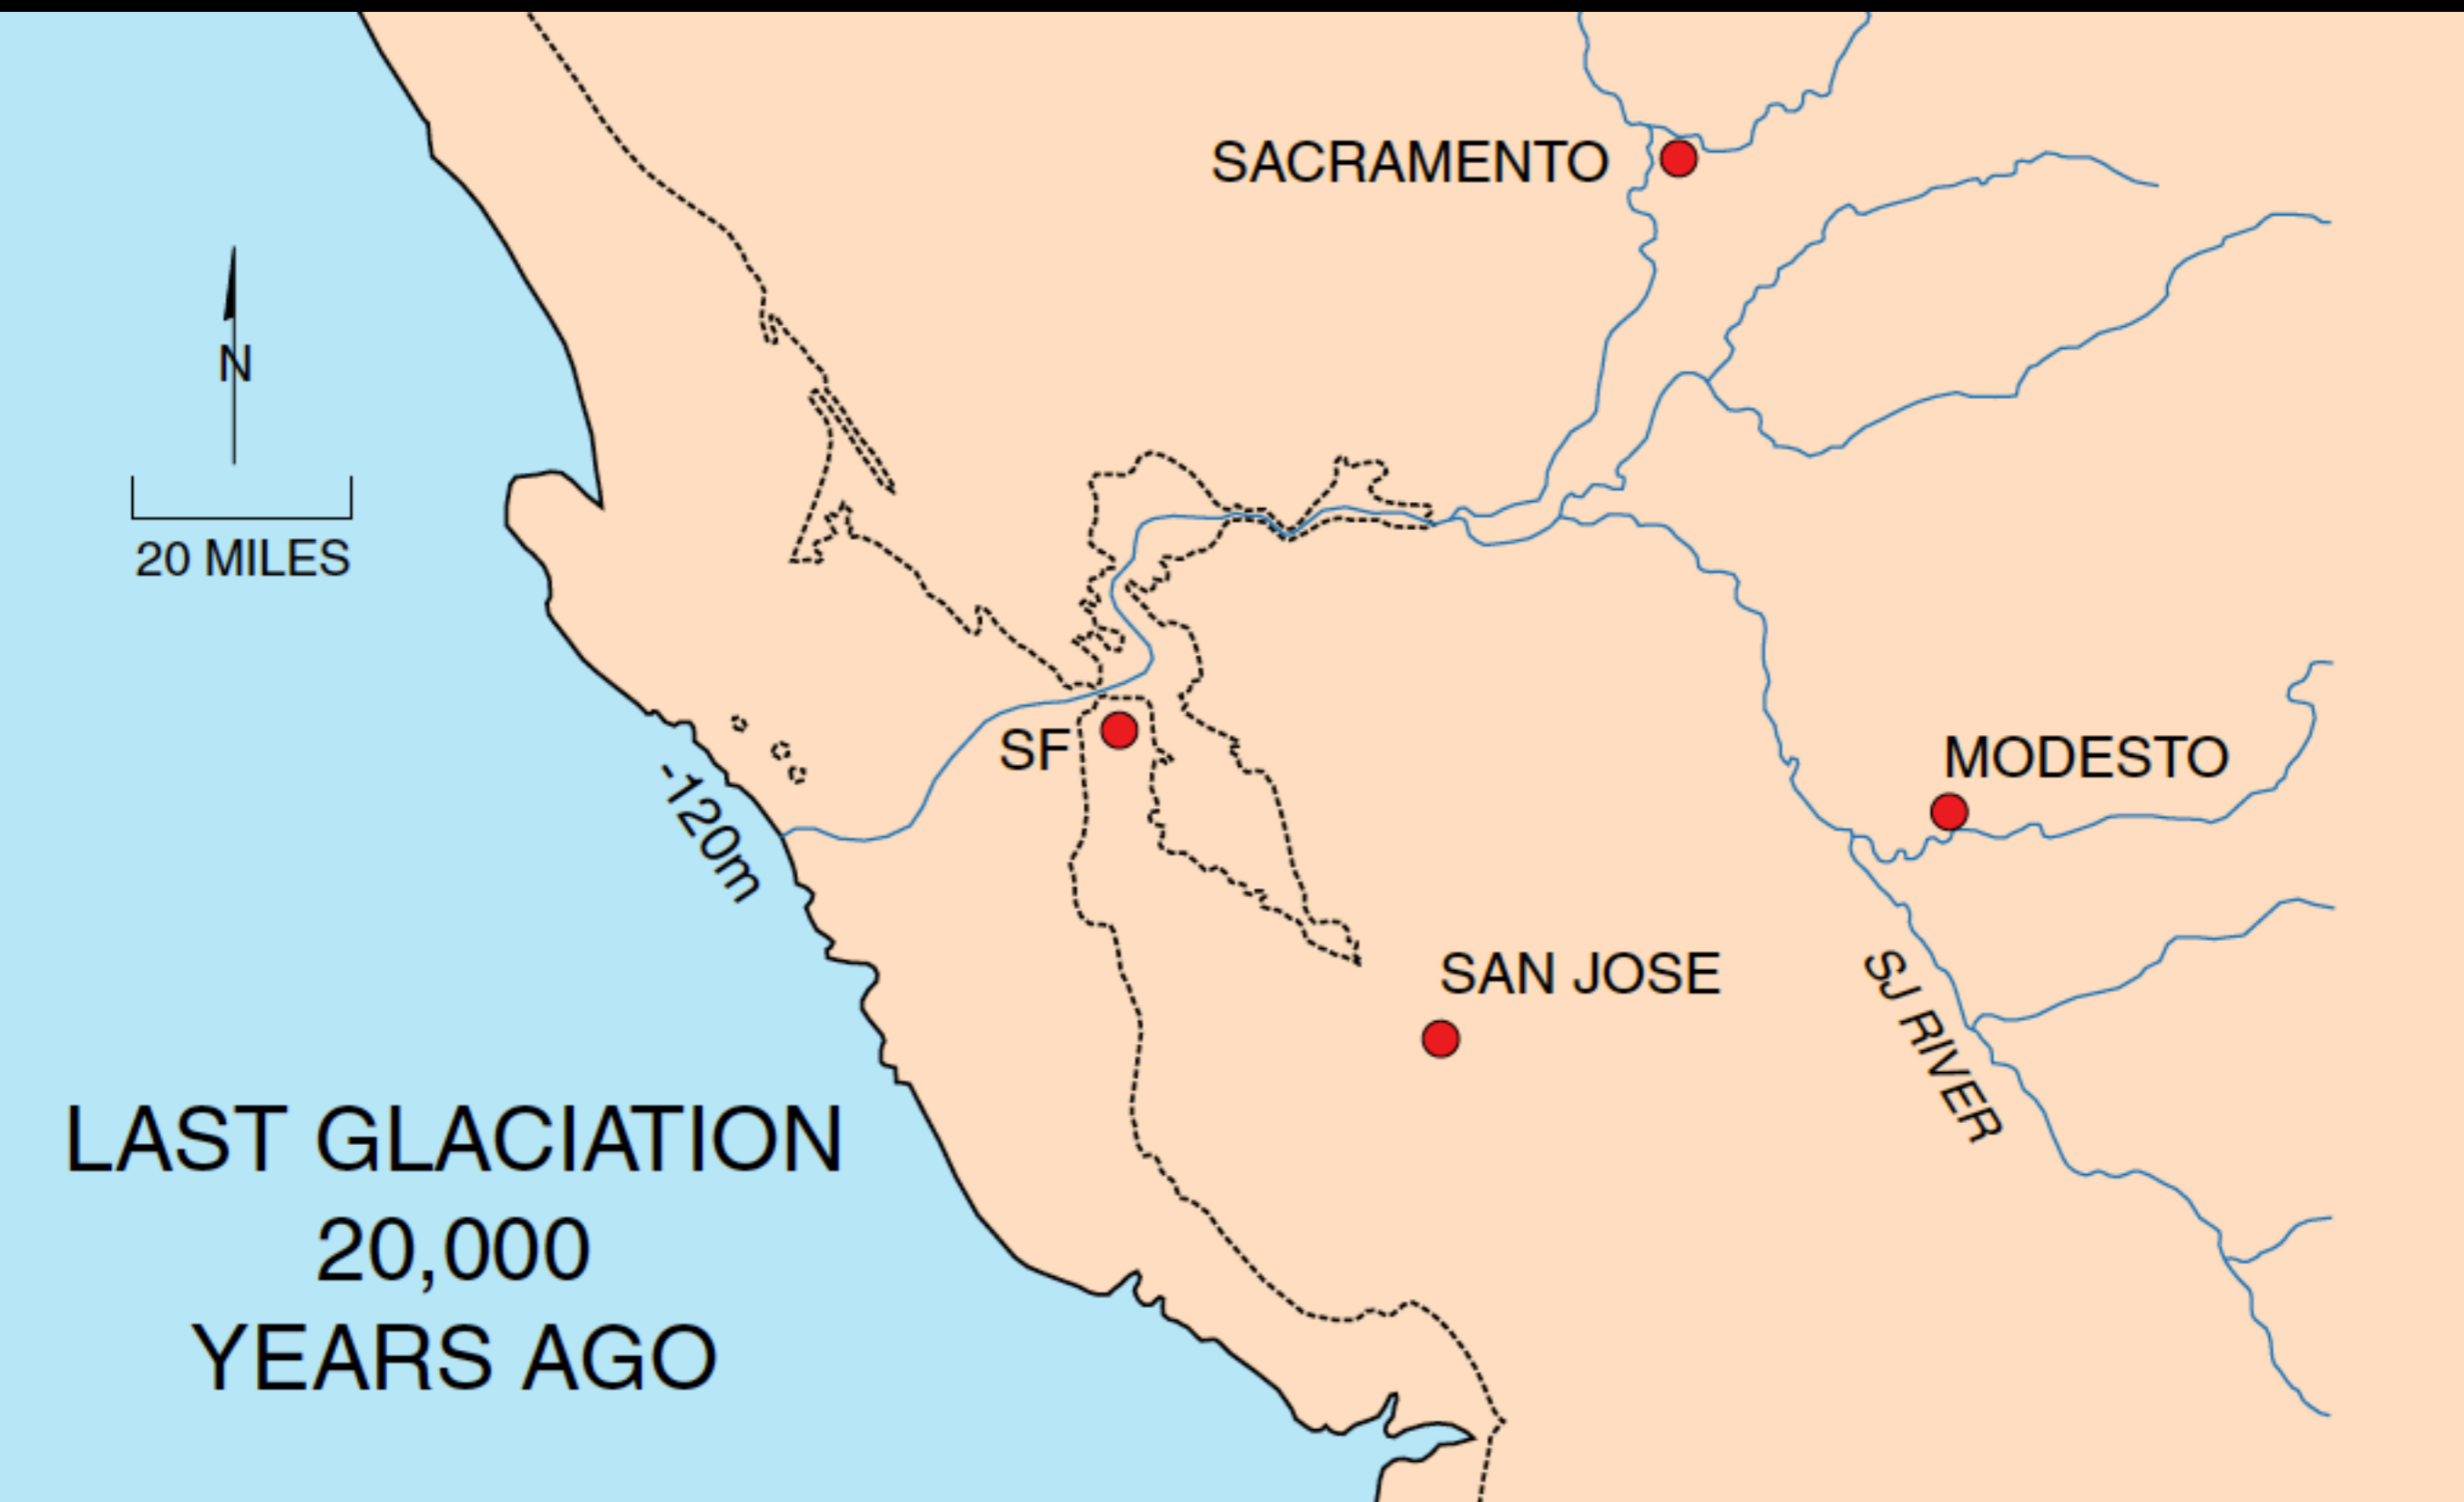 SACRAMENTO
N
20 MILES
SF
-120m
MODESTO
SAN JOSE
SJ RIVER
LAST GLACIATION
20,000
YEARS AGO